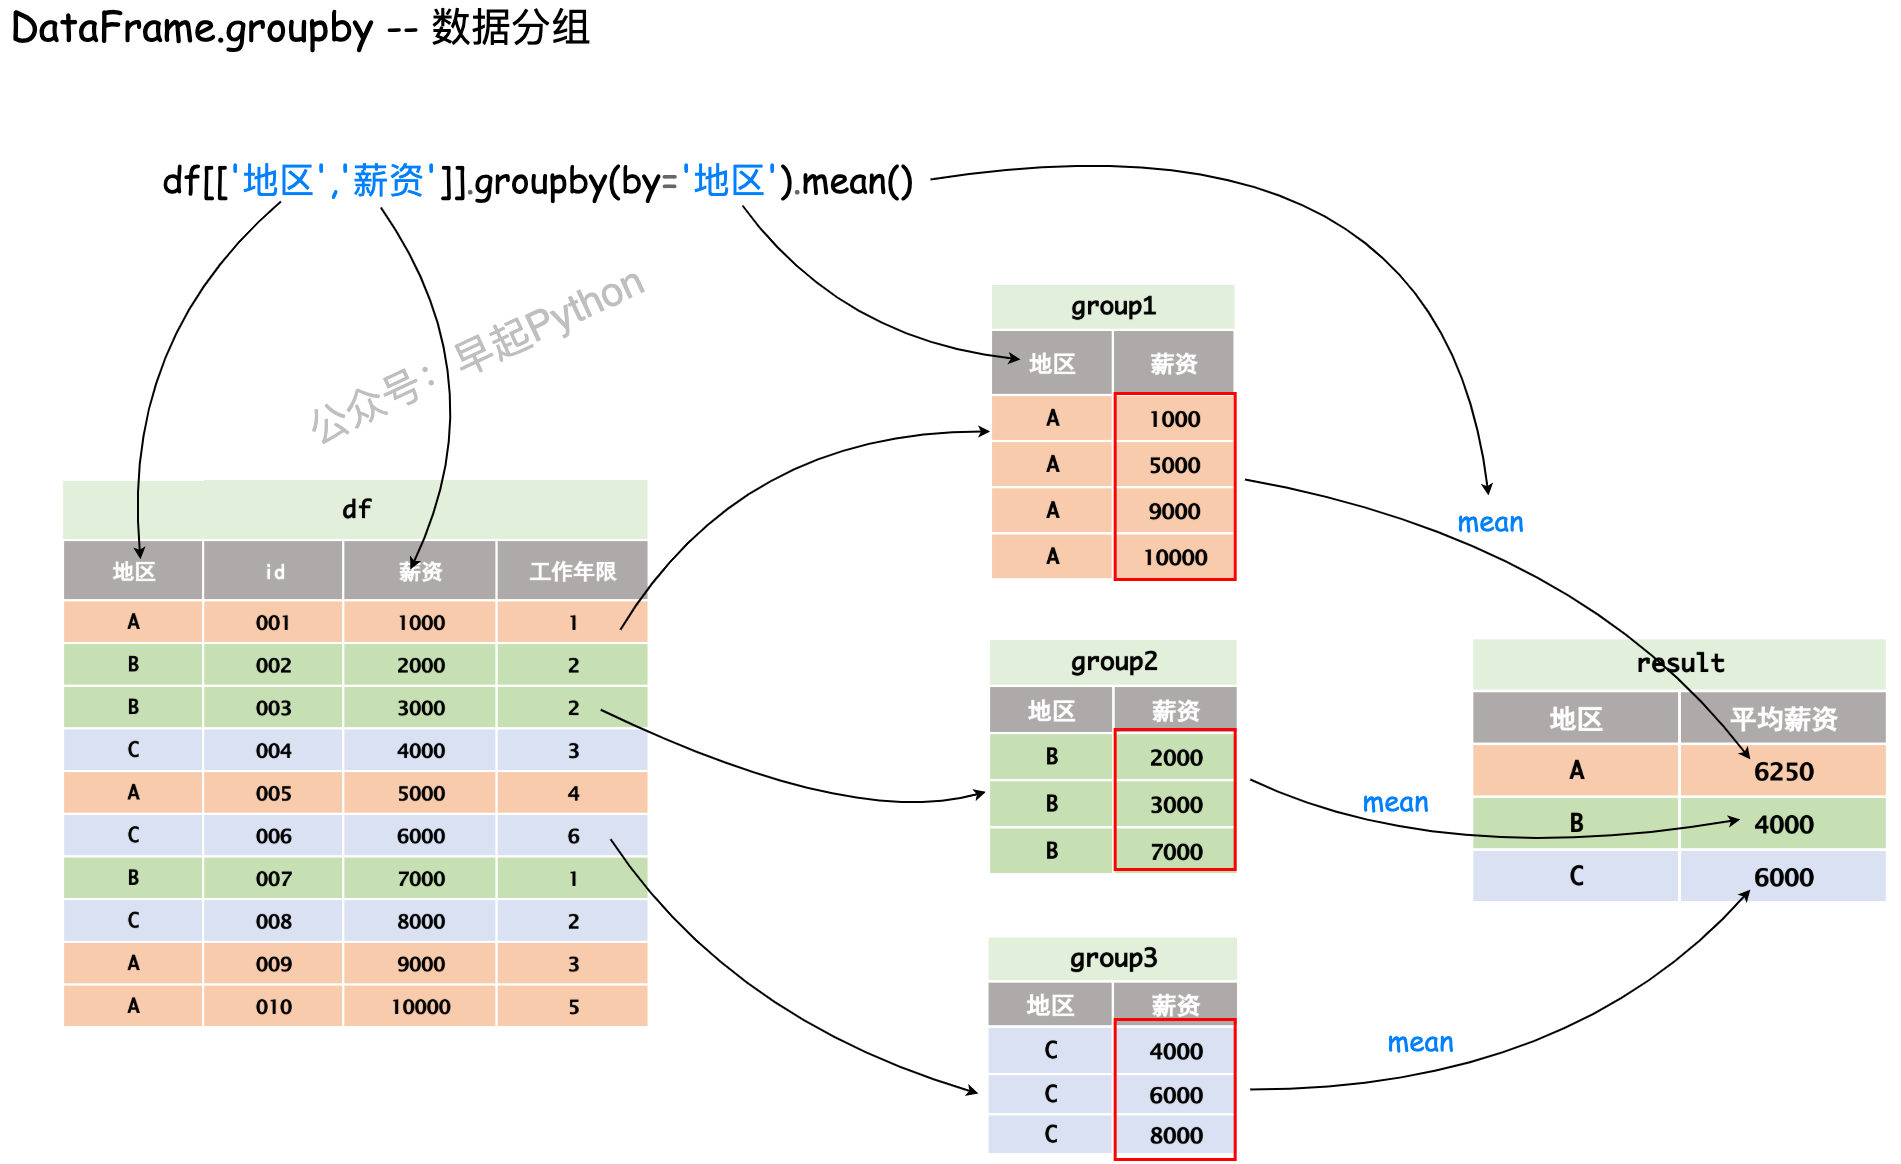 DataFrame.groupby -- 数据分组
df[['地区','薪资']].groupby(by='地区').mean()
公众号：早起Python
df
地区 id 薪资 工作年限
A 001 1000 1
B 002 2000 2
B 003 3000 2
C 004 4000 3
A 005 5000 4
C 006 6000 6
B 007 7000 1
C 008 8000 2
A 009 9000 3
A 010 10000 5
group1
地区 薪资
A 1000
A 5000
A 9000
A 10000
group2
地区 薪资
B 2000
B 3000
B 7000
group3
地区 薪资
C 4000
C 6000
C 8000
mean
mean
mean
result
地区 平均薪资
A 6250
B 4000
C 6000